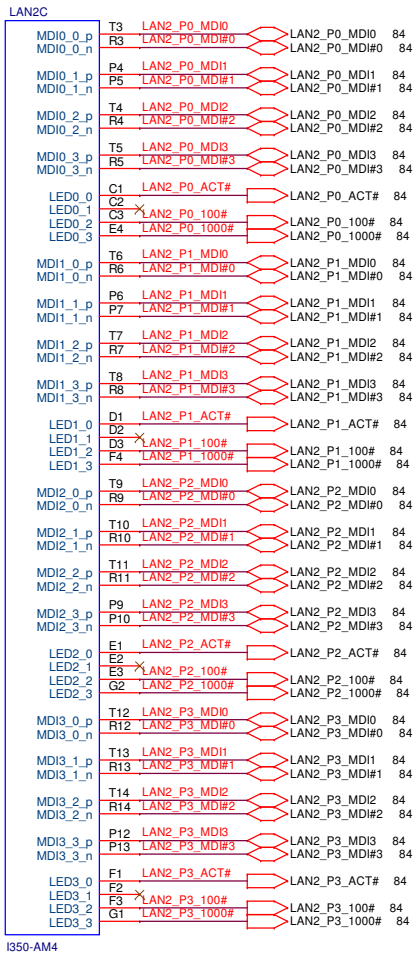 LAN2C
MDI0_0_p T3 LAN2_P0_MDI0 LAN2_P0_MDI0 84
MDI0_0_n R3 LAN2_P0_MDI#0 LAN2_P0_MDI#0 84
MDI0_1_p P4 LAN2_P0_MDI1 LAN2_P0_MDI1 84
MDI0_1_n P5 LAN2_P0_MDI#1 LAN2_P0_MDI#1 84
MDI0_2_p T4 LAN2_P0_MDI2 LAN2_P0_MDI2 84
MDI0_2_n R4 LAN2_P0_MDI#2 LAN2_P0_MDI#2 84
MDI0_3_p T5 LAN2_P0_MDI3 LAN2_P0_MDI3 84
MDI0_3_n R5 LAN2_P0_MDI#3 LAN2_P0_MDI#3 84
LED0_0 C1 LAN2_P0_ACT# LAN2_P0_ACT# 84
LED0_1 C2
LED0_2 C3 LAN2_P0_100# LAN2_P0_100# 84
LED0_3 E4 LAN2_P0_1000# LAN2_P0_1000# 84
MDI1_0_p T6 LAN2_P1_MDI0 LAN2_P1_MDI0 84
MDI1_0_n R6 LAN2_P1_MDI#0 LAN2_P1_MDI#0 84
MDI1_1_p P6 LAN2_P1_MDI1 LAN2_P1_MDI1 84
MDI1_1_n P7 LAN2_P1_MDI#1 LAN2_P1_MDI#1 84
MDI1_2_p T7 LAN2_P1_MDI2 LAN2_P1_MDI2 84
MDI1_2_n R7 LAN2_P1_MDI#2 LAN2_P1_MDI#2 84
MDI1_3_p T8 LAN2_P1_MDI3 LAN2_P1_MDI3 84
MDI1_3_n R8 LAN2_P1_MDI#3 LAN2_P1_MDI#3 84
LED1_0 D1 LAN2_P1_ACT# LAN2_P1_ACT# 84
LED1_1 D2
LED1_2 D3 LAN2_P1_100# LAN2_P1_100# 84
LED1_3 F4 LAN2_P1_1000# LAN2_P1_1000# 84
MDI2_0_p T9 LAN2_P2_MDI0 LAN2_P2_MDI0 84
MDI2_0_n R9 LAN2_P2_MDI#0 LAN2_P2_MDI#0 84
MDI2_1_p T10 LAN2_P2_MDI1 LAN2_P2_MDI1 84
MDI2_1_n R10 LAN2_P2_MDI#1 LAN2_P2_MDI#1 84
MDI2_2_p T11 LAN2_P2_MDI2 LAN2_P2_MDI2 84
MDI2_2_n R11 LAN2_P2_MDI#2 LAN2_P2_MDI#2 84
MDI2_3_p P9 LAN2_P2_MDI3 LAN2_P2_MDI3 84
MDI2_3_n P10 LAN2_P2_MDI#3 LAN2_P2_MDI#3 84
LED2_0 E1 LAN2_P2_ACT# LAN2_P2_ACT# 84
LED2_1 E2
LED2_2 E3 LAN2_P2_100# LAN2_P2_100# 84
LED2_3 G2 LAN2_P2_1000# LAN2_P2_1000# 84
MDI3_0_p T12 LAN2_P3_MDI0 LAN2_P3_MDI0 84
MDI3_0_n R12 LAN2_P3_MDI#0 LAN2_P3_MDI#0 84
MDI3_1_p T13 LAN2_P3_MDI1 LAN2_P3_MDI1 84
MDI3_1_n R13 LAN2_P3_MDI#1 LAN2_P3_MDI#1 84
MDI3_2_p T14 LAN2_P3_MDI2 LAN2_P3_MDI2 84
MDI3_2_n R14 LAN2_P3_MDI#2 LAN2_P3_MDI#2 84
MDI3_3_p P12 LAN2_P3_MDI3 LAN2_P3_MDI3 84
MDI3_3_n P13 LAN2_P3_MDI#3 LAN2_P3_MDI#3 84
LED3_0 F1 LAN2_P3_ACT# LAN2_P3_ACT# 84
LED3_1 F2
LED3_2 F3 LAN2_P3_100# LAN2_P3_100# 84
LED3_3 G1 LAN2_P3_1000# LAN2_P3_1000# 84
I350-AM4